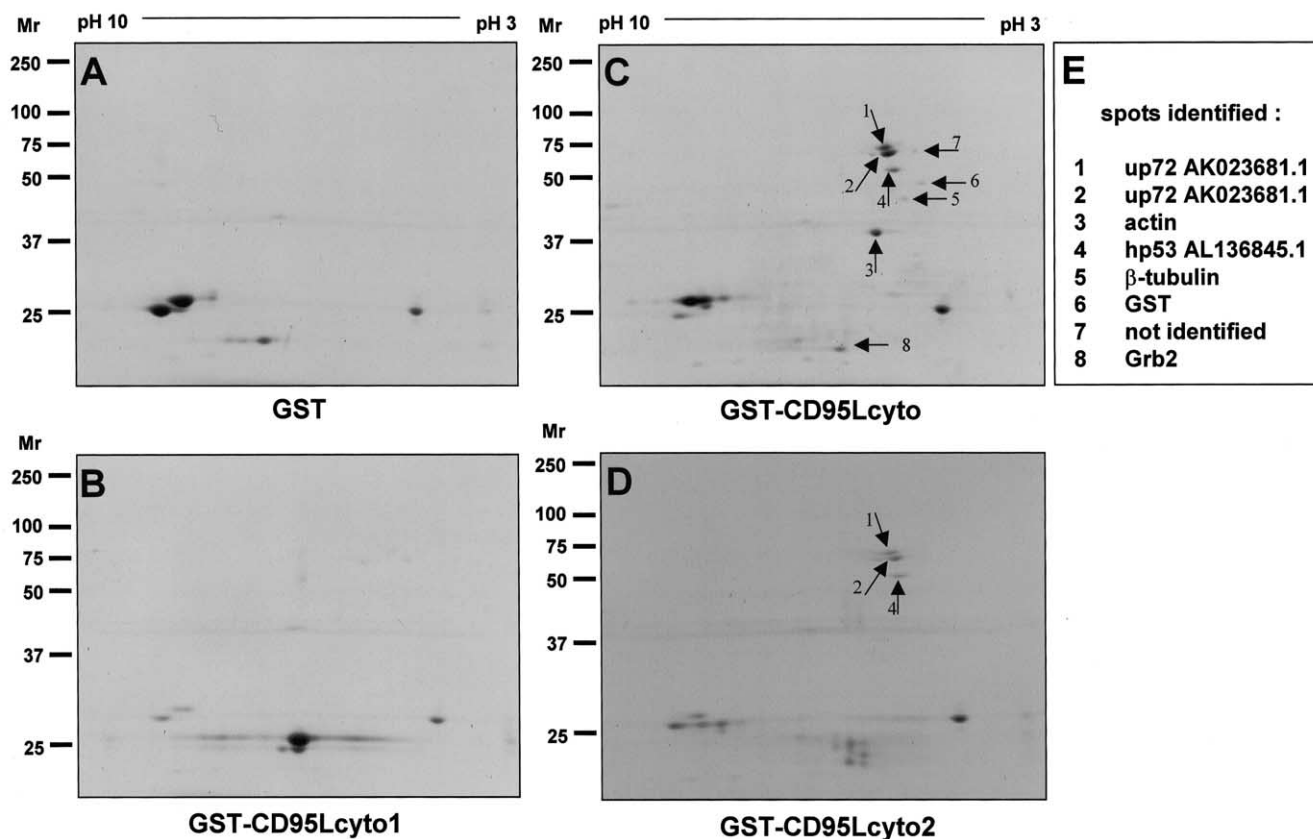 Mr pH 10 pH 3
A
250
100
75
50
37
25
GST
Mr pH 10 pH 3
C
250
100
75
50
37
25
1
7
2
4
6
5
3
8
GST-CD95Lcyto
E
spots identified :
1 up72 AK023681.1
2 up72 AK023681.1
3 actin
4 hp53 AL136845.1
5 β-tubulin
6 GST
7 not identified
8 Grb2
Mr
B
250
100
75
50
37
25
GST-CD95Lcyto1
Mr
D
250
100
75
50
37
25
1
2
4
GST-CD95Lcyto2